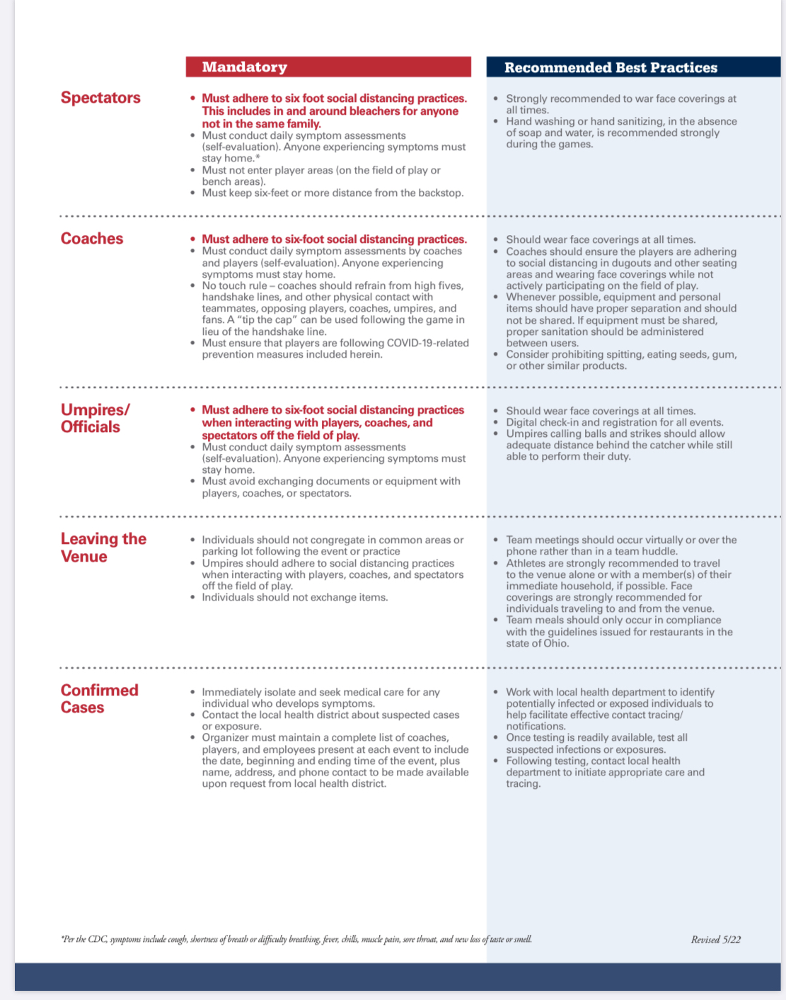 Mandatory
Recommended Best Practices
Spectators
• Must adhere to six foot social distancing practices.
This includes in and around bleachers for anyone
not in the same family.
• Must conduct daily symptom assessments
(self-evaluation). Anyone experiencing symptoms must
stay home.*
• Must not enter player areas (on the field of play or
bench areas).
• Must keep six-feet or more distance from the backstop.
• Strongly recommended to war face coverings at
all times.
• Hand washing or hand sanitizing, in the absence
of soap and water, is recommended strongly
during the games.
Coaches
• Must adhere to six-foot social distancing practices.
• Must conduct daily symptom assessments by coaches
and players (self-evaluation). Anyone experiencing
symptoms must stay home.
• No touch rule – coaches should refrain from high fives,
handshake lines, and other physical contact with
teammates, opposing players, coaches, umpires, and
fans. A “tip the cap” can be used following the game in
lieu of the handshake line.
• Must ensure that players are following COVID-19-related
prevention measures included herein.
• Should wear face coverings at all times.
• Coaches should ensure the players are adhering
to social distancing in dugouts and other seating
areas and wearing face coverings while not
actively participating on the field of play.
• Whenever possible, equipment and personal
items should have proper separation and should
not be shared. If equipment must be shared,
proper sanitation should be administered
between users.
• Consider prohibiting spitting, eating seeds, gum,
or other similar products.
Umpires/
Officials
• Must adhere to six-foot social distancing practices
when interacting with players, coaches, and
spectators off the field of play.
• Must conduct daily symptom assessments
(self-evaluation). Anyone experiencing symptoms must
stay home.
• Must avoid exchanging documents or equipment with
players, coaches, or spectators.
• Should wear face coverings at all times.
• Digital check-in and registration for all events.
• Umpires calling balls and strikes should allow
adequate distance behind the catcher while still
able to perform their duty.
Leaving the
Venue
• Individuals should not congregate in common areas or
parking lot following the event or practice
• Umpires should adhere to social distancing practices
when interacting with players, coaches, and spectators
off the field of play.
• Individuals should not exchange items.
• Team meetings should occur virtually or over the
phone rather than in a team huddle.
• Athletes are strongly recommended to travel
to the venue alone or with a member(s) of their
immediate household, if possible. Face
coverings are strongly recommended for
individuals traveling to and from the venue.
• Team meals should only occur in compliance
with the guidelines issued for restaurants in the
state of Ohio.
Confirmed
Cases
• Immediately isolate and seek medical care for any
individual who develops symptoms.
• Contact the local health district about suspected cases
or exposure.
• Organizer must maintain a complete list of coaches,
players, and employees present at each event to include
the date, beginning and ending time of the event, plus
name, address, and phone contact to be made available
upon request from local health district.
• Work with local health department to identify
potentially infected or exposed individuals to
help facilitate effective contact tracing/
notifications.
• Once testing is readily available, test all
suspected infections or exposures.
• Following testing, contact local health
department to initiate appropriate care and
tracing.
*Per the CDC, symptoms include cough, shortness of breath or difficulty breathing, fever, chills, muscle pain, sore throat, and new loss of taste or smell.
Revised 5/22